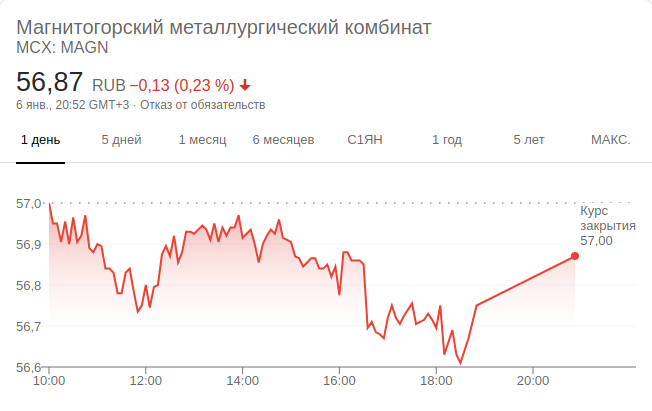 Магнитогорский металлургический комбинат
MCX: MAGN
56,87 RUB −0,13 (0,23 %)
6 янв., 20:52 GMT+3 · Отказ от обязательств
1 день 5 дней 1 месяц 6 месяцев С1ЯН 1 год 5 лет МАКС.
57,0
Курс
закрытия
57,00
56,9
56,8
56,7
56,6
10:00 12:00 14:00 16:00 18:00 20:00